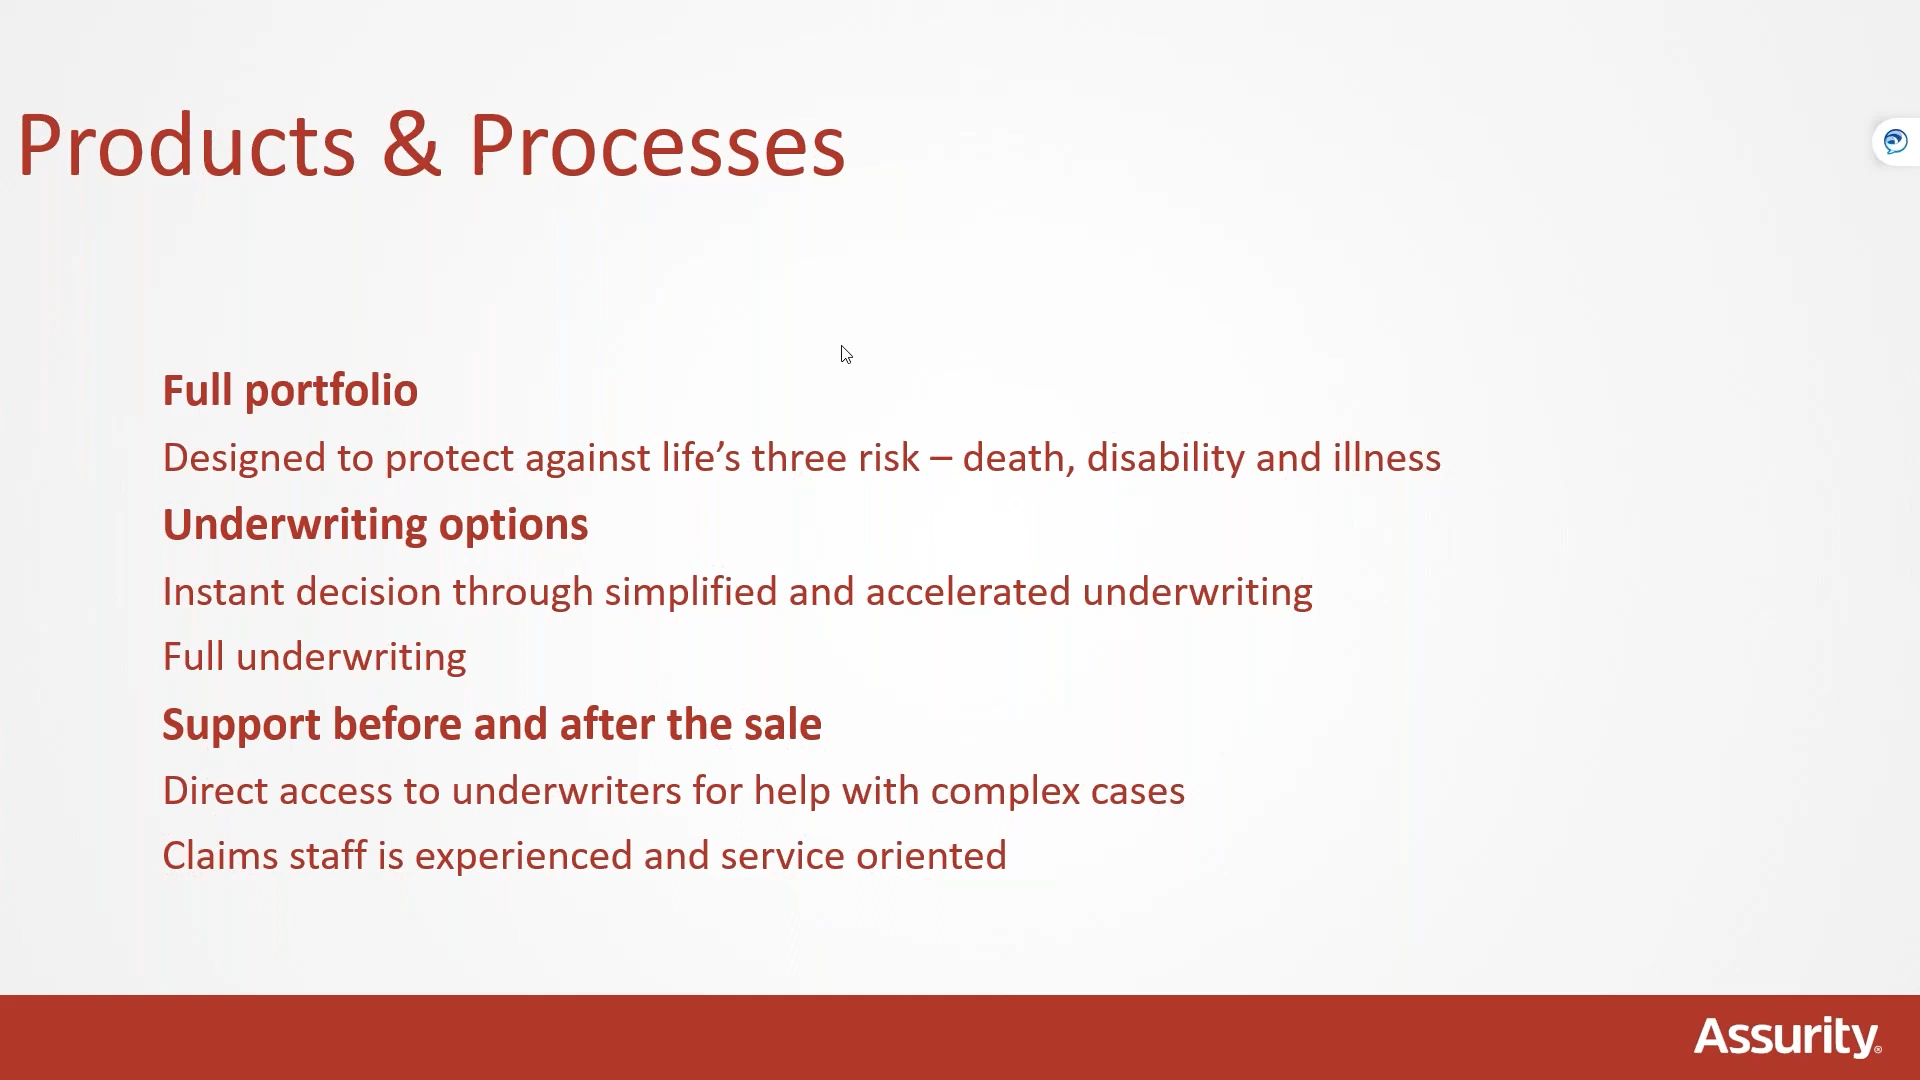 Products & Processes
Full portfolio
Designed to protect against life’s three risk – death, disability and illness
Underwriting options
Instant decision through simplified and accelerated underwriting
Full underwriting
Support before and after the sale
Direct access to underwriters for help with complex cases
Claims staff is experienced and service oriented
Assurity®